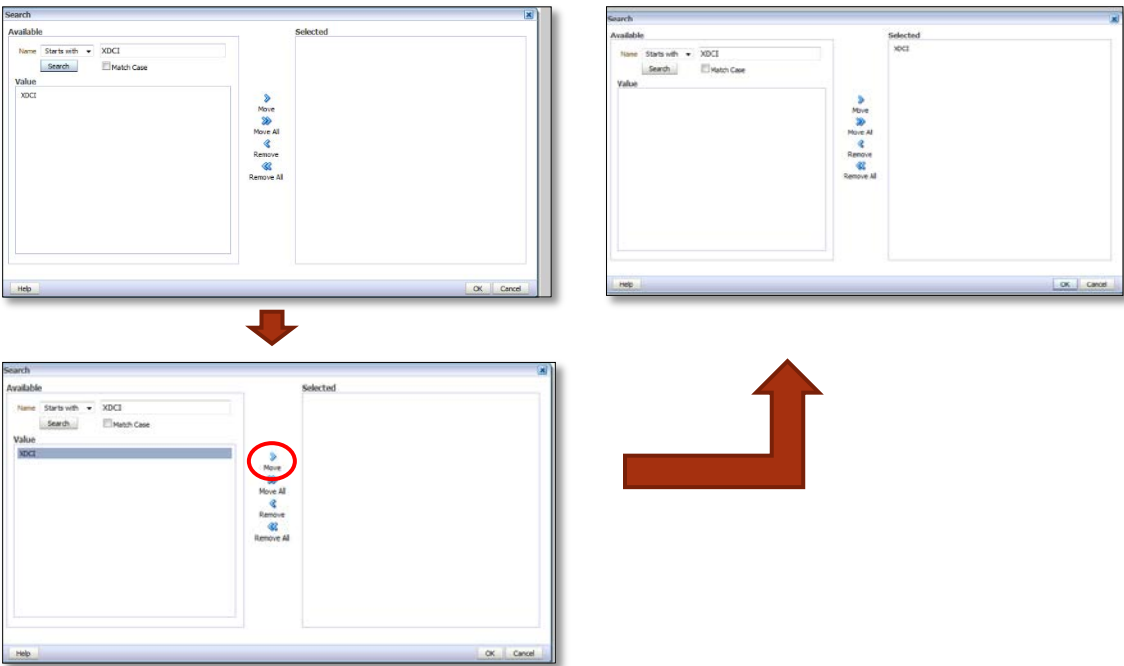 Search
Available
Selected
Name Starts with XDCI
Search Match Case
Value
XDCI
Move
Move All
Remove
Remove All
Help
OK Cancel
Search
Available
Selected
Name Starts with XDCI
Search Match Case
Value
XDCI
Move
Move All
Remove
Remove All
Help
OK Cancel
Search
Available
Selected
Name Starts with XDCI
XDCI
Search Match Case
Value
Move
Move All
Remove
Remove All
Help
OK Cancel